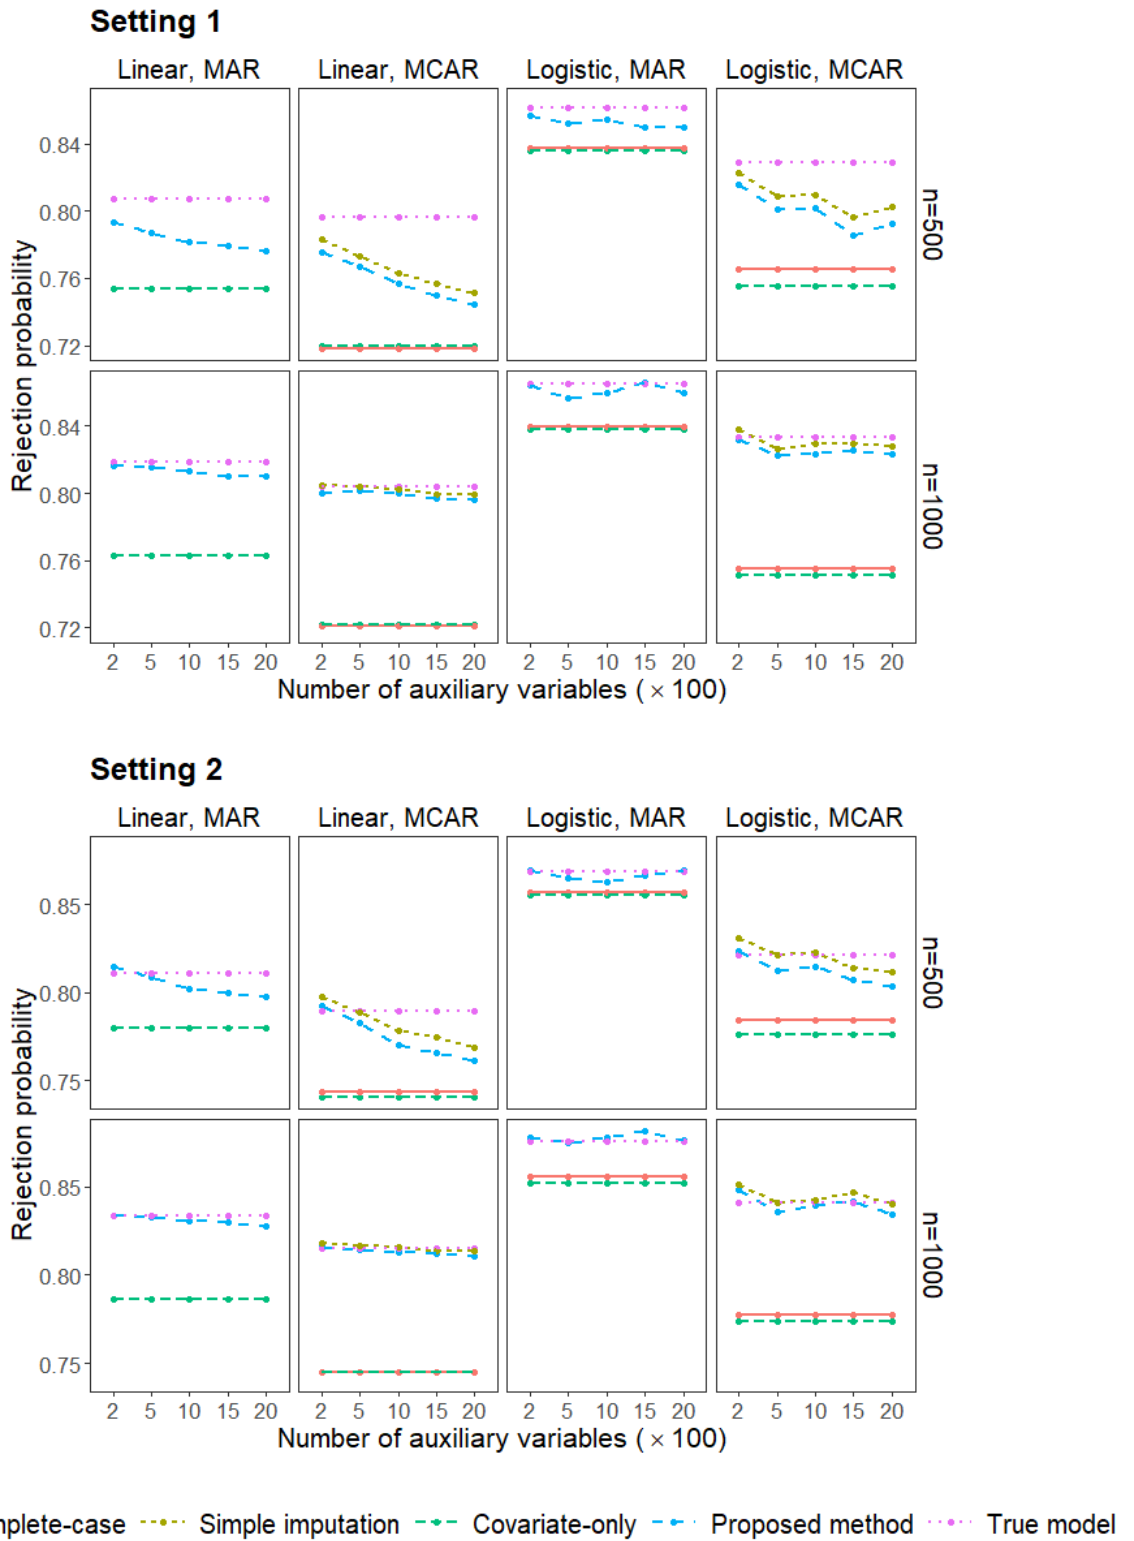 Setting 1
Linear, MAR Linear, MCAR Logistic, MAR Logistic, MCAR
Rejection probability
0.84
0.80
0.76
0.72
n=500
0.84
0.80
0.76
0.72
n=1000
2 5 10 15 20 2 5 10 15 20 2 5 10 15 20 2 5 10 15 20
Number of auxiliary variables (×100)
Setting 2
Linear, MAR Linear, MCAR Logistic, MAR Logistic, MCAR
Rejection probability
0.85
0.80
0.75
n=500
0.85
0.80
0.75
n=1000
2 5 10 15 20 2 5 10 15 20 2 5 10 15 20 2 5 10 15 20
Number of auxiliary variables (×100)
nplete-case Simple imputation Covariate-only Proposed method True model